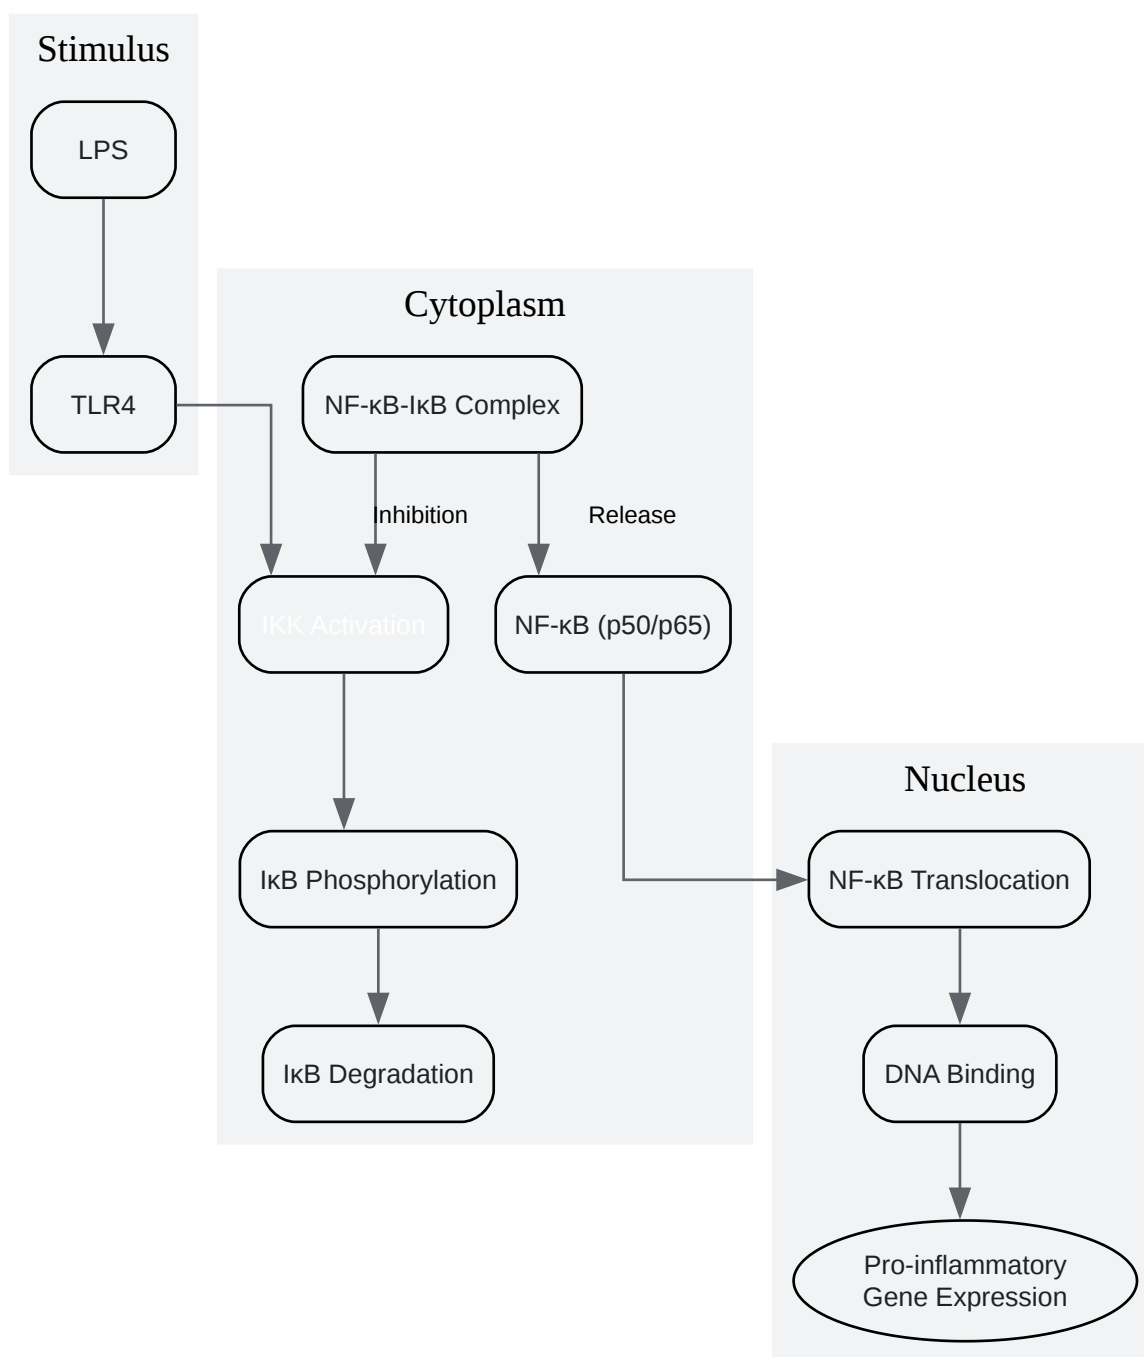 Stimulus
LPS
TLR4
Cytoplasm
NF-κB-IκB Complex
Inhibition
Release
IKK Activation
NF-κB (p50/p65)
IκB Phosphorylation
IκB Degradation
Nucleus
NF-κB Translocation
DNA Binding
Pro-inflammatory
Gene Expression